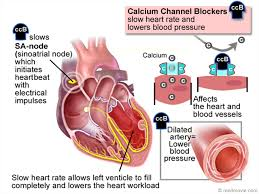 ccB
slows
SA-node
(sinoatrial node)
which
initiates
heartbeat
with
electrical
impulses
Slow heart rate allows left venticle to fill
completely and lowers the heart workload
Calcium Channel Blockers
slow heart rate and
lowers blood pressure
ccB
Calcium
ccB
ccB
Affects
the heart and
blood vessels
ccB
Dilated
artery=
Lower
blood
pressure